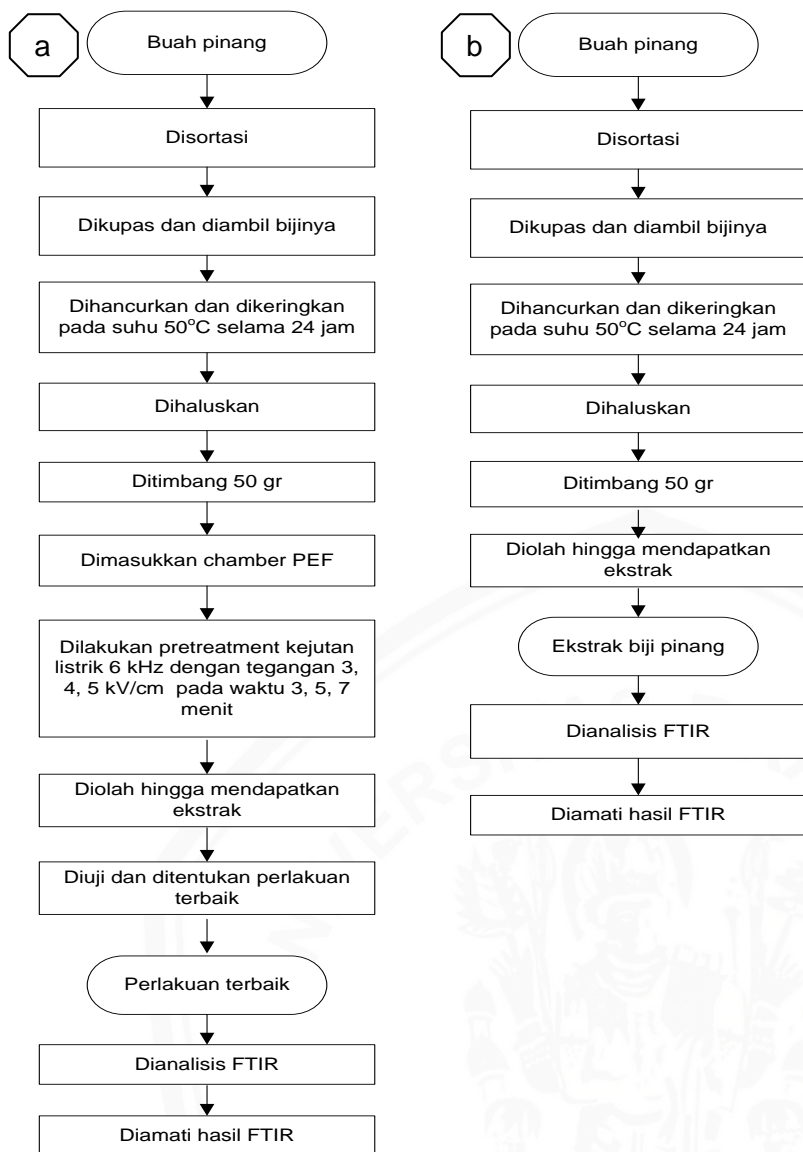 a
Buah pinang
Disortasi
Dikupas dan diambil bijinya
Dihancurkan dan dikeringkan
pada suhu 50°C selama 24 jam
Dihaluskan
Ditimbang 50 gr
Dimasukkan chamber PEF
Dilakukan pretreatment kejutan
listrik 6 kHz dengan tegangan 3,
4, 5 kV/cm pada waktu 3, 5, 7
menit
Diolah hingga mendapatkan
ekstrak
Diuji dan ditentukan perlakuan
terbaik
Perlakuan terbaik
Dianalisis FTIR
Diamati hasil FTIR
b
Buah pinang
Disortasi
Dikupas dan diambil bijinya
Dihancurkan dan dikeringkan
pada suhu 50°C selama 24 jam
Dihaluskan
Ditimbang 50 gr
Diolah hingga mendapatkan
ekstrak
Ekstrak biji pinang
Dianalisis FTIR
Diamati hasil FTIR